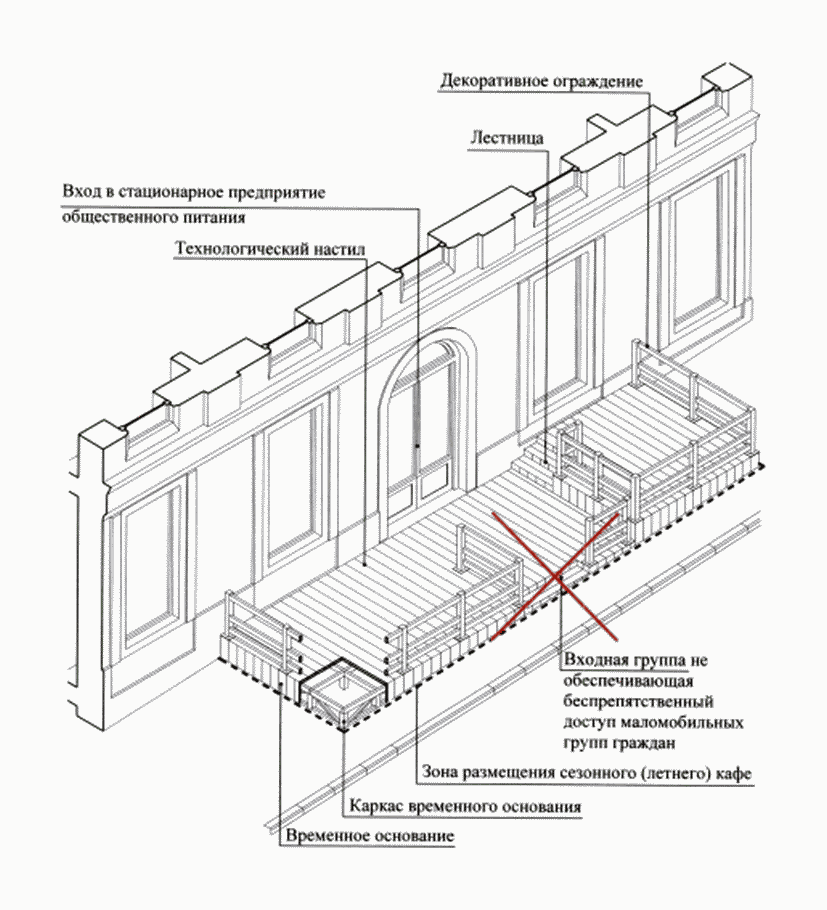 Декоративное ограждение
Лестница
Вход в стационарное предприятие
общественного питания
Технологический настил
Входная группа не
обеспечивающая
беспрепятственный
доступ маломобильных
групп граждан
Зона размещения сезонного (летнего) кафе
Каркас временного основания
Временное основание